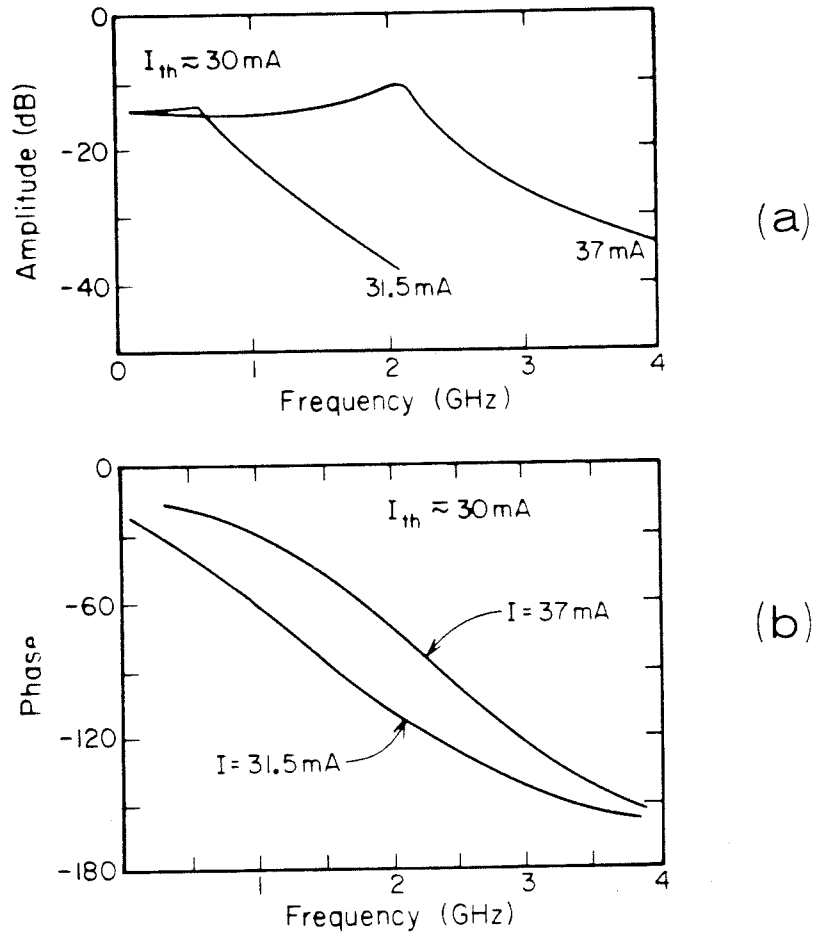 0
I_th ≈ 30 mA
-20
-40
Amplitude (dB)
31.5 mA
37 mA
0 1 2 3 4
Frequency (GHz)
(a)
0
I_th ≈ 30 mA
-60
I = 37 mA
-120
I = 31.5 mA
-180
Phase
1 2 3 4
Frequency (GHz)
(b)